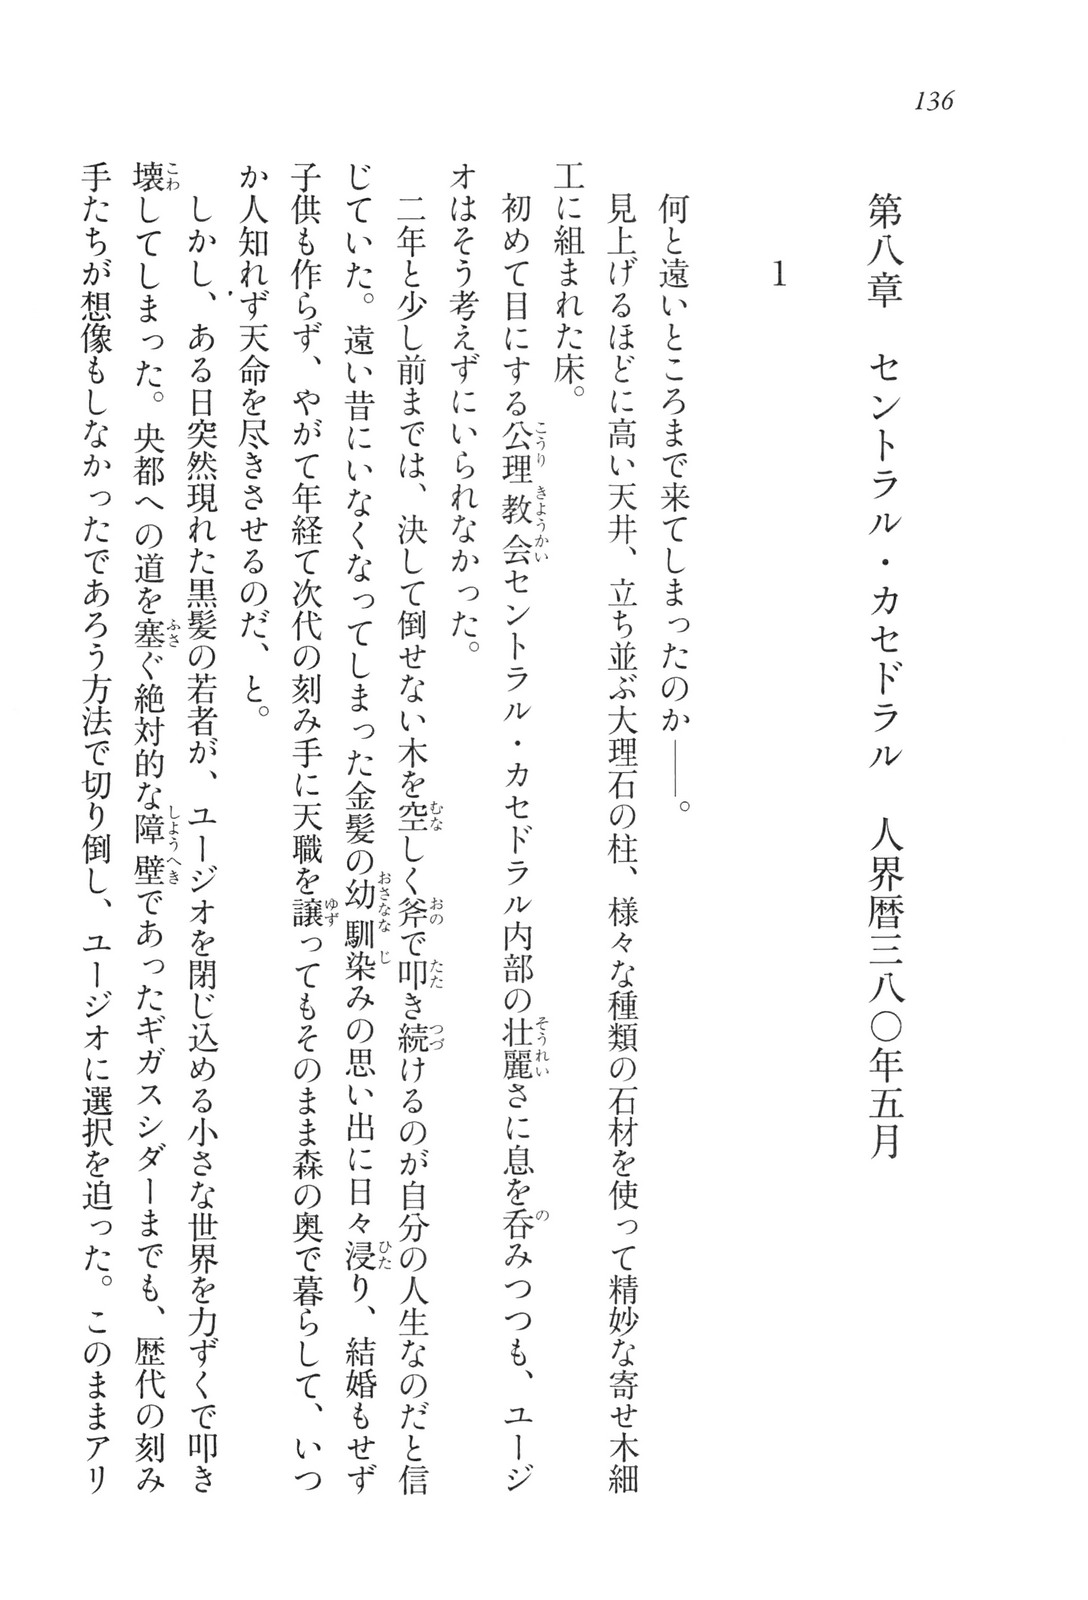 136
第八章　セントラル・カセドラル　人界暦三八〇年五月
1
何と遠いところまで来てしまったのか――。
見上げるほどに高い天井、立ち並ぶ大理石の柱、様々な種類の石材を使って精妙な寄せ木細
工に組まれた床。
初めて目にする公理教会セントラル・カセドラル内部の壮麗さに息を呑みつつも、ユージ
オはそう考えずにいられなかった。
二年と少し前までは、決して倒せない木を空しく斧で叩き続けるのが自分の人生なのだと信
じていた。遠い昔にいなくなってしまった金髪の幼馴染みの思い出に日々浸り、結婚もせず
子供も作らず、やがて年経て次代の刻み手に天職を譲ってもそのまま森の奥で暮らして、いつ
か人知れず天命を尽きさせるのだ、と。
しかし、ある日突然現れた黒髪の若者が、ユージオを閉じ込める小さな世界を力ずくで叩き
壊してしまった。央都への道を塞ぐ絶対的な障壁であったギガスシダーまでも、歴代の刻み
手たちが想像もしなかったであろう方法で切り倒し、ユージオに選択を迫った。このままアリ